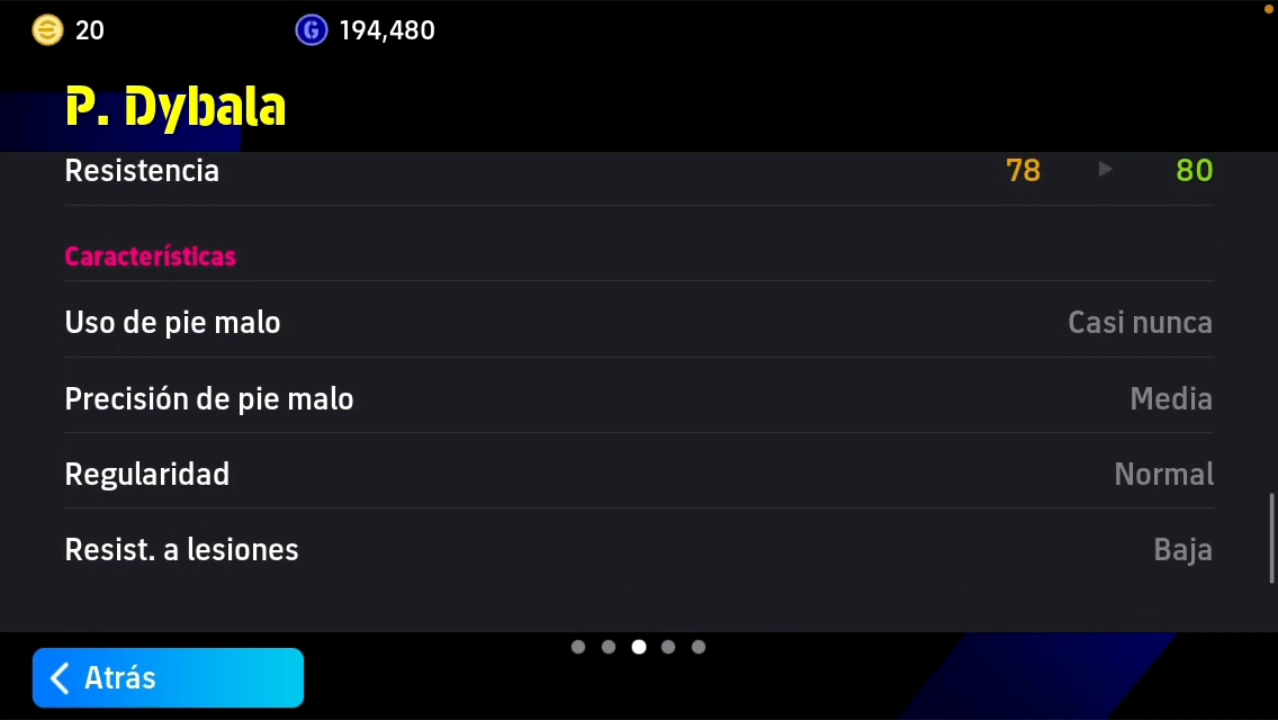 20 194,480
P. Dybala
Resistencia 78 80
Características
Uso de pie malo Casi nunca
Precisión de pie malo Media
Regularidad Normal
Resist. a lesiones Baja
Atrás